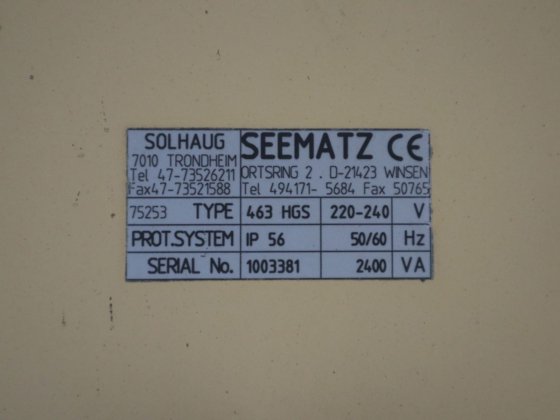 SOLHAUG
7010 TRONDHEIM
Tel 47-73526211
Fax47-73521588
SEEMATZ CE
ORTSRING 2 . D-21423 WINSEN
Tel 494171- 5684 Fax 50765
75253 TYPE 463 HGS 220-240 V
PROT.SYSTEM IP 56 50/60 Hz
SERIAL No. 1003381 2400 VA